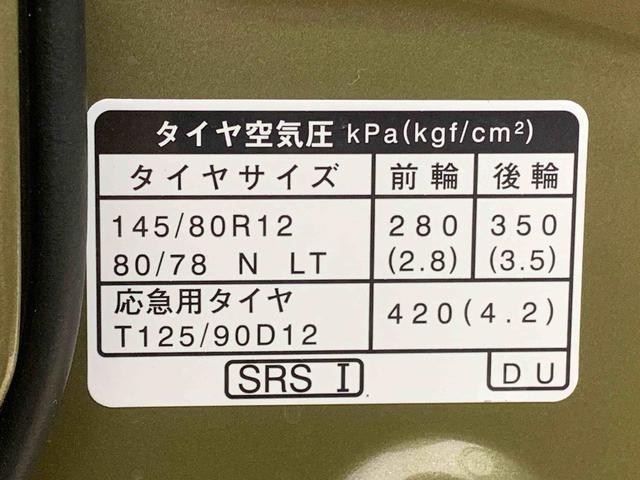 タイヤ空気圧 kPa(kgf/cm²)
タイヤサイズ 前輪 後輪
145/80R12 280 350
80/78 N LT (2.8) (3.5)
応急用タイヤ
T125/90D12 420(4.2)
SRS I DU